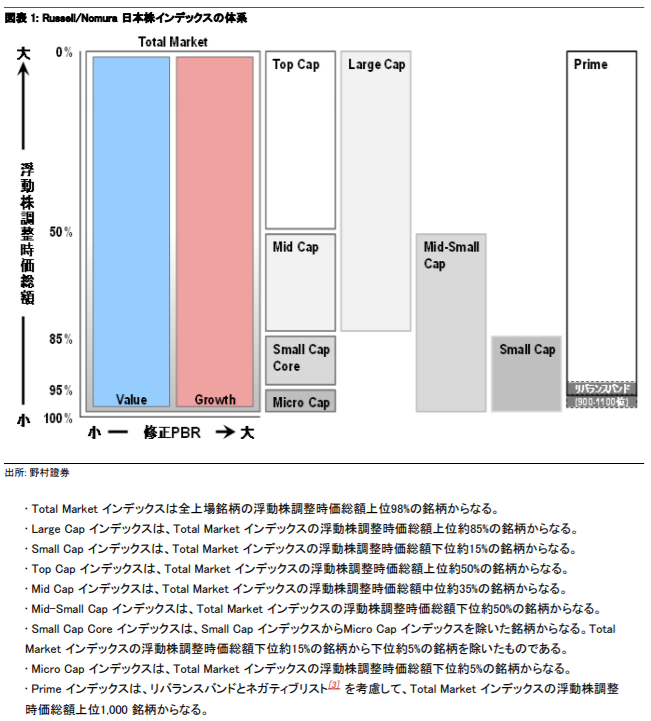 図表 1: Russell/Nomura 日本株インデックスの体系
Total Market
大
0%
Top Cap
Large Cap
Prime
浮動株調整時価総額
50%
Mid Cap
Mid-Small
Cap
85%
Small Cap
Core
Small Cap
95%
リバランスバンド
Value
Growth
Micro Cap
(900-1100位)
小
100%
小
修正PBR
大
出所: 野村證券
・Total Market インデックスは全上場銘柄の浮動株調整時価総額上位98%の銘柄からなる。
・Large Cap インデックスは、Total Market インデックスの浮動株調整時価総額上位約85%の銘柄からなる。
・Small Cap インデックスは、Total Market インデックスの浮動株調整時価総額下位約15%の銘柄からなる。
・Top Cap インデックスは、Total Market インデックスの浮動株調整時価総額上位約50%の銘柄からなる。
・Mid Cap インデックスは、Total Market インデックスの浮動株調整時価総額中位約35%の銘柄からなる。
・Mid-Small Cap インデックスは、Total Market インデックスの浮動株調整時価総額下位約50%の銘柄からなる。
・Small Cap Core インデックスは、Small Cap インデックスからMicro Cap インデックスを除いた銘柄からなる。Total
Market インデックスの下位約15%の銘柄から下位約5%の銘柄を除いたものである。
・Micro Cap インデックスは、Total Market インデックスの浮動株調整時価総額下位約5%の銘柄からなる。
・Prime インデックスは、リバランスバンドとネガティブリスト[3] を考慮して、Total Market インデックスの浮動株調整
時価総額上位1,000 銘柄からなる。